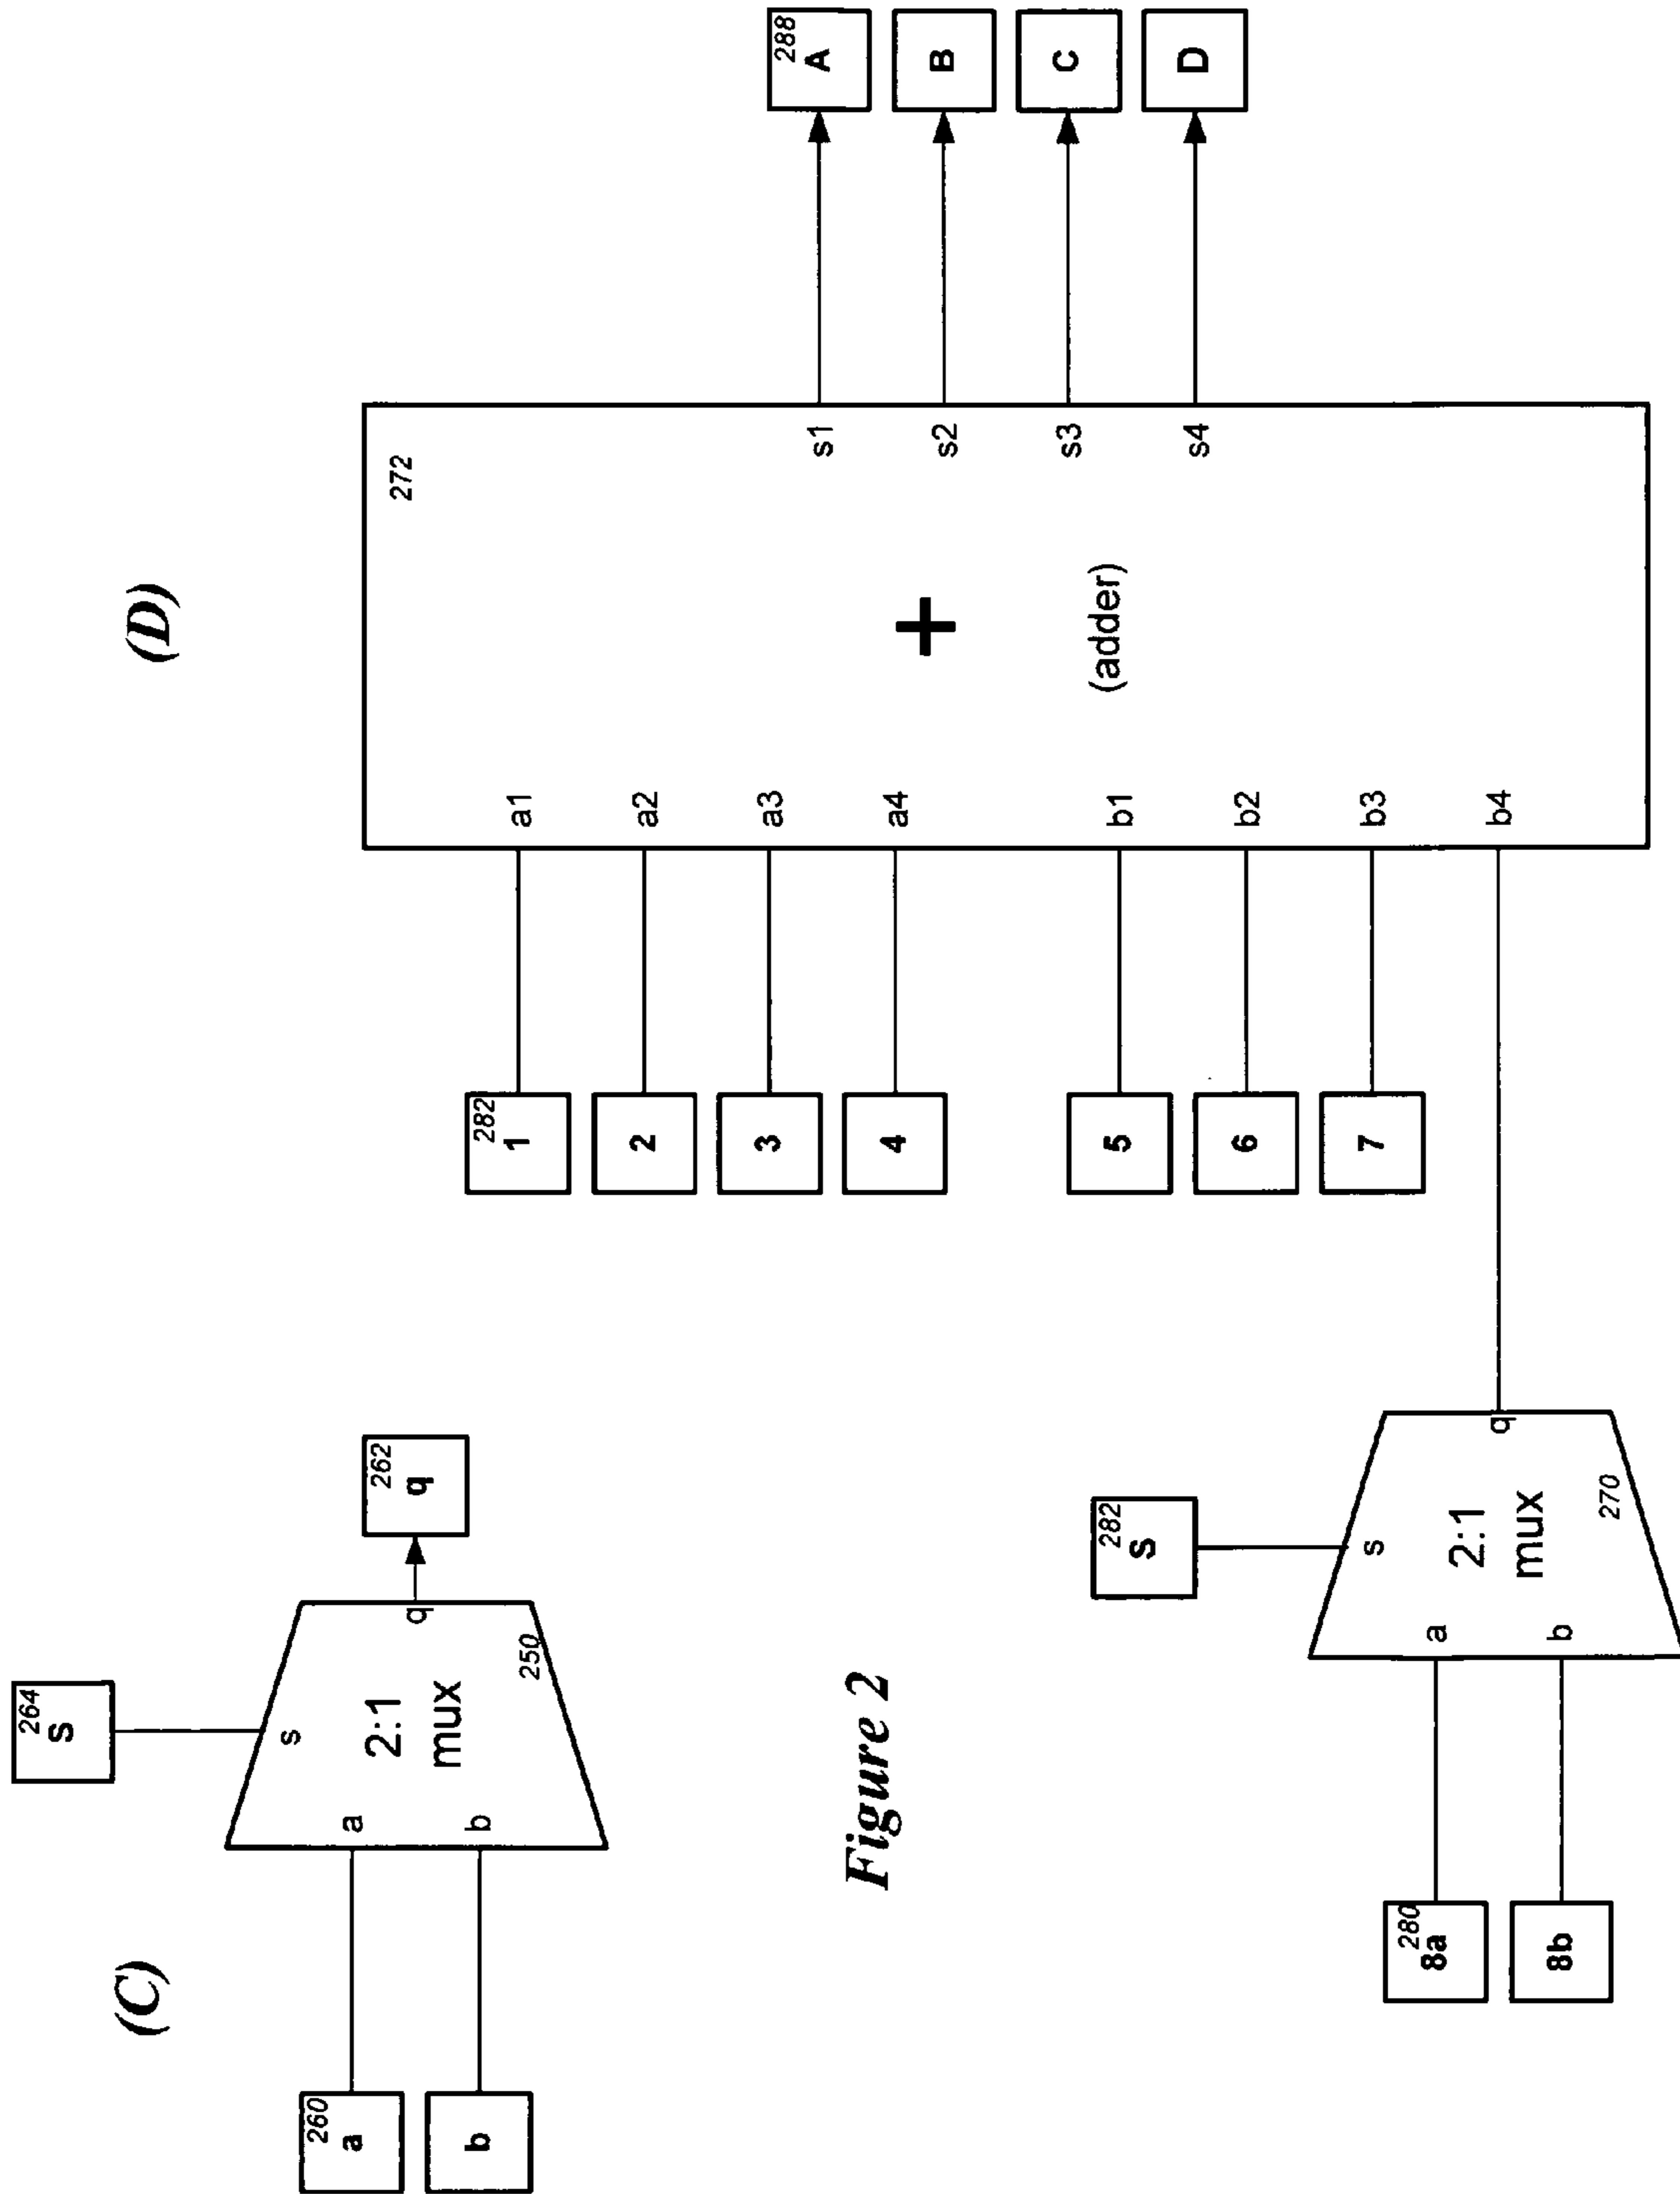 (C)
264
s
260
a
b
s
a
b
2:1
mux
250
q
262
q
Figure 2
(D)
282
1
2
3
4
5
6
7
a1
a2
a3
a4
b1
b2
b3
b4
272
+
(adder)
s1
s2
s3
s4
288
A
B
C
D
282
s
280
8a
8b
s
a
b
2:1
mux
270
q